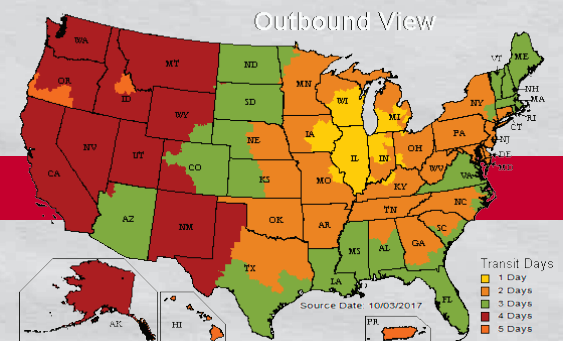 Outbound View
WA
MT
ND
MN
VT
ME
OR
ID
SD
WI
MI
NY
NH
MA
RI
CT
WY
NE
IA
PA
NJ
NV
UT
CO
IL
IN
OH
DE
MD
CA
KS
MO
KY
WV
VA
AZ
NM
OK
AR
TN
NC
SC
TX
LA
MS
AL
GA
FL
AK
HI
PR
Source Date: 10/03/2017
Transit Days
1 Day
2 Days
3 Days
4 Days
5 Days